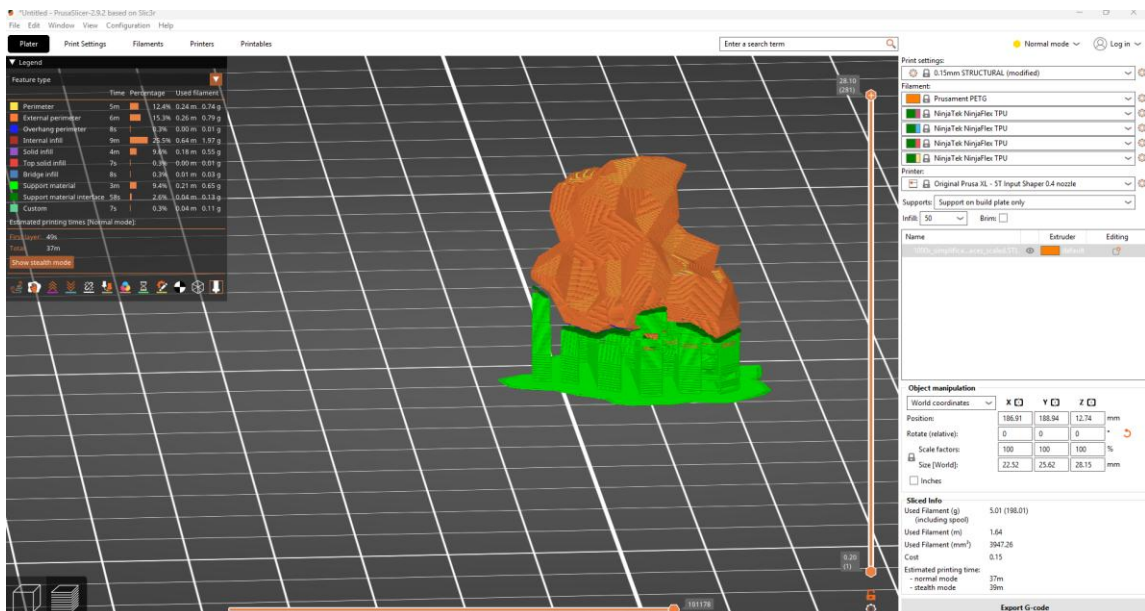 *Untitled - PrusaSlicer-2.9.2 based on Slic3r
File Edit Window View Configuration Help
Plater Print Settings Filaments Printers Printables
Enter a search term
Normal mode Log in
Legend
Feature type
Time Percentage Used filament
Perimeter 5m 12.4% 0.24 m 0.74 g
External perimeter 6m 15.3% 0.26 m 0.79 g
Overhang perimeter 8s 0.3% 0.00 m 0.01 g
Internal infill 9m 25.5% 0.64 m 1.97 g
Solid infill 4m 9.6% 0.18 m 0.55 g
Top solid infill 7s 0.3% 0.00 m 0.01 g
Bridge infill 8s 0.3% 0.01 m 0.03 g
Support material 3m 9.4% 0.21 m 0.65 g
Support material interface 58s 2.6% 0.04 m 0.13 g
Custom 7s 0.3% 0.04 m 0.11 g
Estimated printing times [Normal mode]:
First layer: 49s
Total: 37m
Show stealth mode
28.10
(281)
0.20
(1)
101178
Print settings:
0.15mm STRUCTURAL (modified)
Filament:
Prusament PETG
NinjaTek NinjaFlex TPU
NinjaTek NinjaFlex TPU
NinjaTek NinjaFlex TPU
NinjaTek NinjaFlex TPU
Printer:
Original Prusa XL - 5T Input Shaper 0.4 nozzle
Supports: Support on build plate only
Infill: 50 Brim:
Name Extruder Editing
default
Object manipulation
World coordinates X Y Z
Position: 186.91 188.94 12.74 mm
Rotate (relative): 0 0 0 °
Scale factors: 100 100 100 %
Size [World]: 22.52 25.62 28.15 mm
Inches
Sliced Info
Used Filament (g) 5.01 (198.01)
(including spool)
Used Filament (m) 1.64
Used Filament (mm³) 3947.26
Cost 0.15
Estimated printing time:
- normal mode 37m
- stealth mode 39m
Export G-code